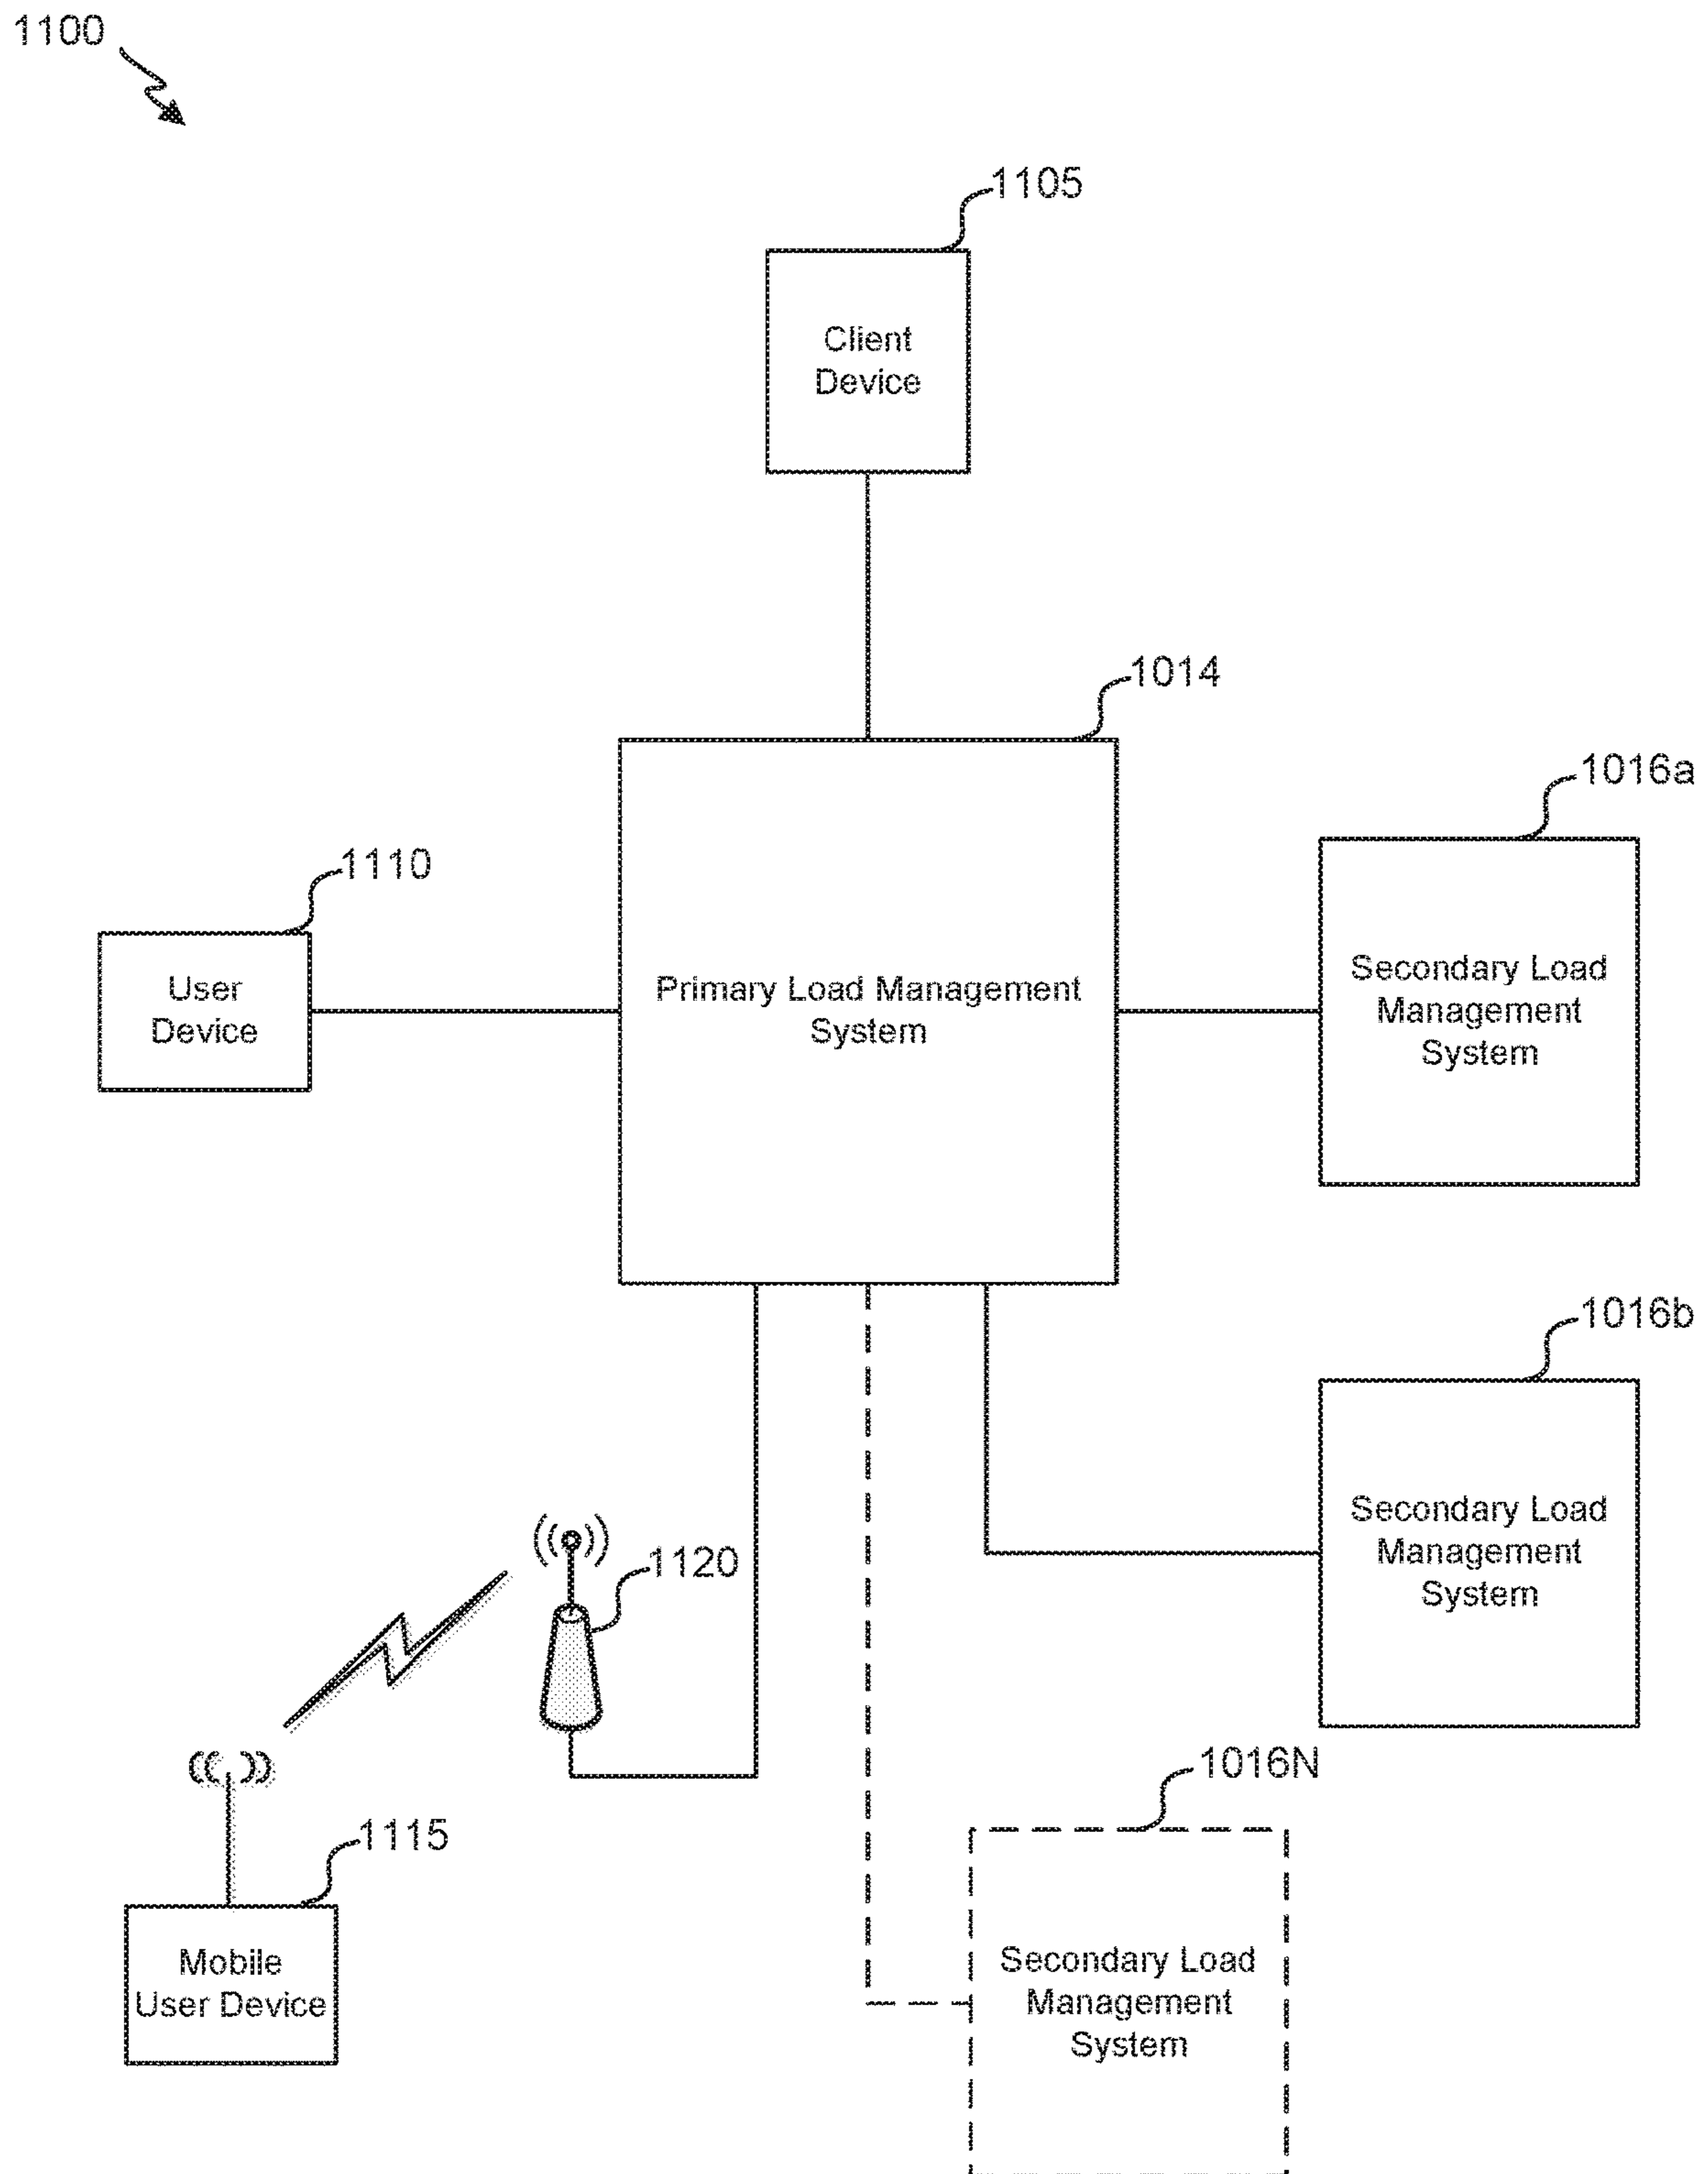 1100
1105
Client
Device
1014
1016a
1110
User
Device
Primary Load Management
System
Secondary Load
Management
System
1016b
Secondary Load
Management
System
1120
1016N
1115
Mobile
User Device
Secondary Load
Management
System